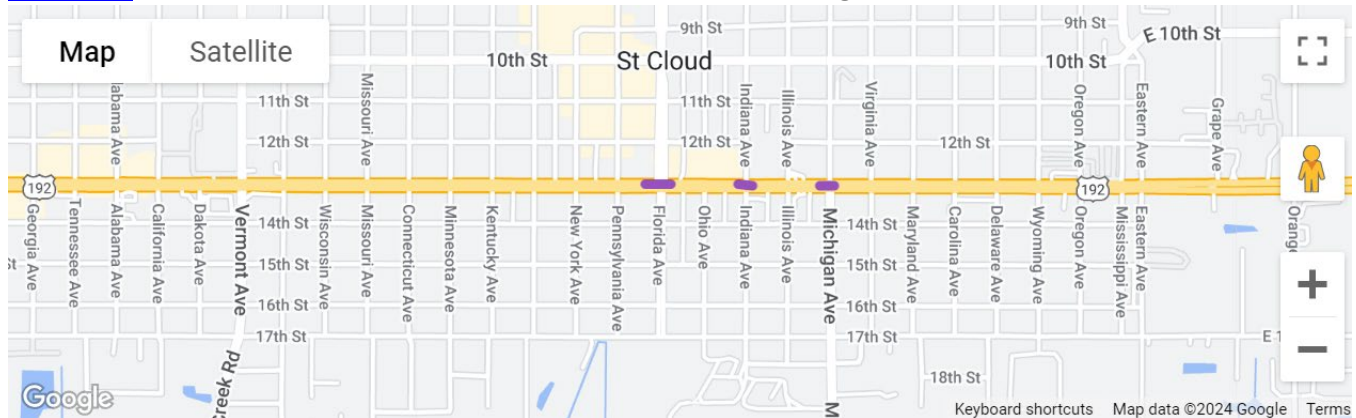 Map
Satellite
9th St
9th St
E 10th St
10th St
St Cloud
10th St
11th St
11th St
12th St
12th St
12th St
Alabama Ave
Missouri Ave
Indiana Ave
Illinois Ave
Virginia Ave
Oregon Ave
Eastern Ave
Grape Ave
192
192
Georgia Ave
Tennessee Ave
Alabama Ave
California Ave
Dakota Ave
Vermont Ave
Wisconsin Ave
Missouri Ave
Connecticut Ave
Minnesota Ave
Kentucky Ave
New York Ave
Pennsylvania Ave
Florida Ave
Ohio Ave
Indiana Ave
Illinois Ave
Michigan Ave
Maryland Ave
Carolina Ave
Delaware Ave
Wyoming Ave
Oregon Ave
Mississippi Ave
Eastern Ave
Orang
14th St
14th St
St
15th St
15th St
16th St
16th St
17th St
17th St
E 1
18th St
Creek Rd
M
Google
Keyboard shortcuts
Map data ©2024 Google
Terms